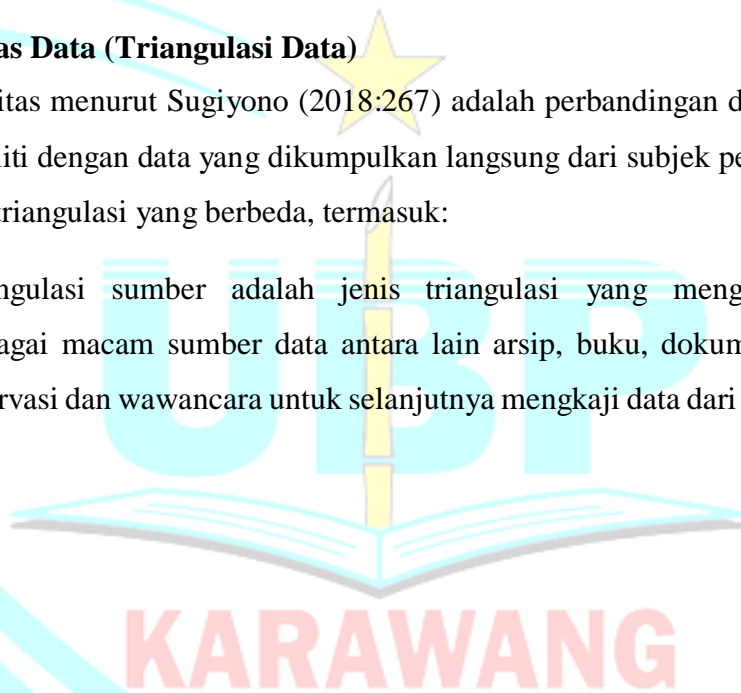 as Data (Triangulasi Data)
itas menurut Sugiyono (2018:267) adalah perbandingan d
liti dengan data yang dikumpulkan langsung dari subjek pe
triangulasi yang berbeda, termasuk:
ngulasi sumber adalah jenis triangulasi yang meng
agai macam sumber data antara lain arsip, buku, dokum
rvasi dan wawancara untuk selanjutnya mengkaji data dari
UBP
KARAWANG